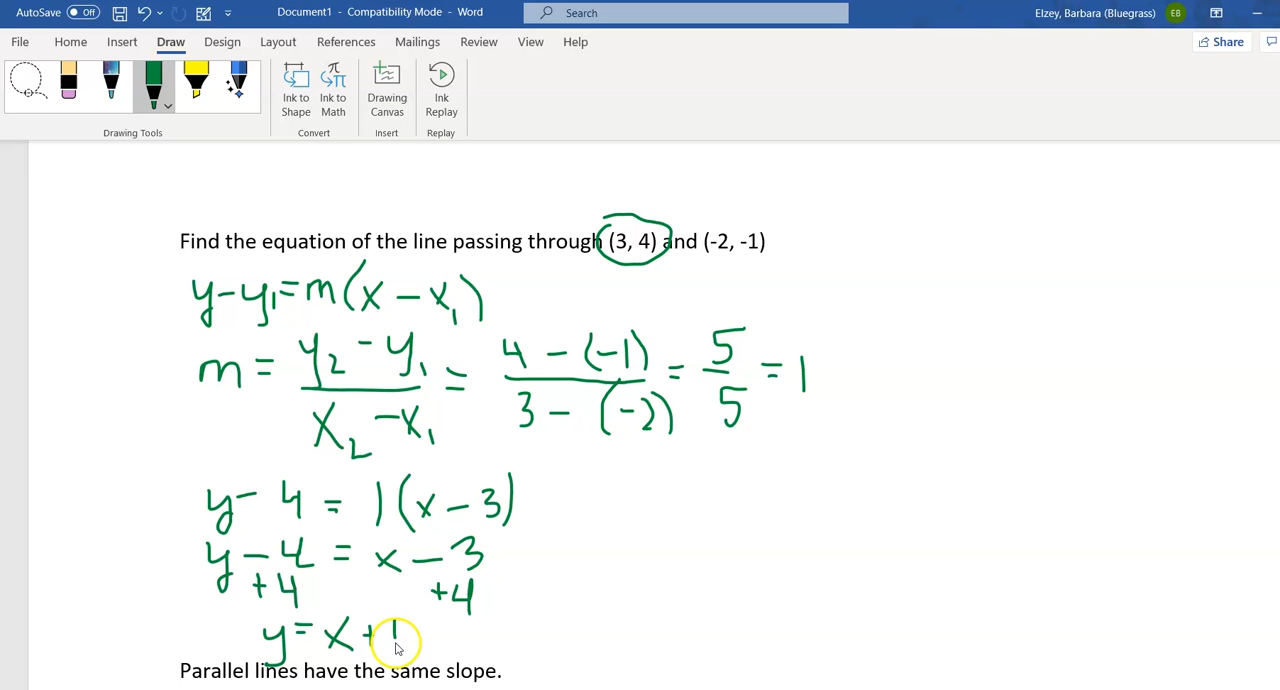 AutoSave Off Document1 - Compatibility Mode - Word Search Elzey, Barbara (Bluegrass) EB
File Home Insert Draw Design Layout References Mailings Review View Help Share
Ink to Shape Ink to Math Drawing Canvas Ink Replay
Drawing Tools Convert Insert Replay
Find the equation of the line passing through (3, 4) and (-2, -1)
y-y₁=m(x-x₁)
m = (y₂-y₁)/(x₂-x₁) = (4-(-1))/(3-(-2)) = 5/5 = 1
y-4 = 1(x-3)
y-4 = x-3
+4 +4
y=x+1
Parallel lines have the same slope.